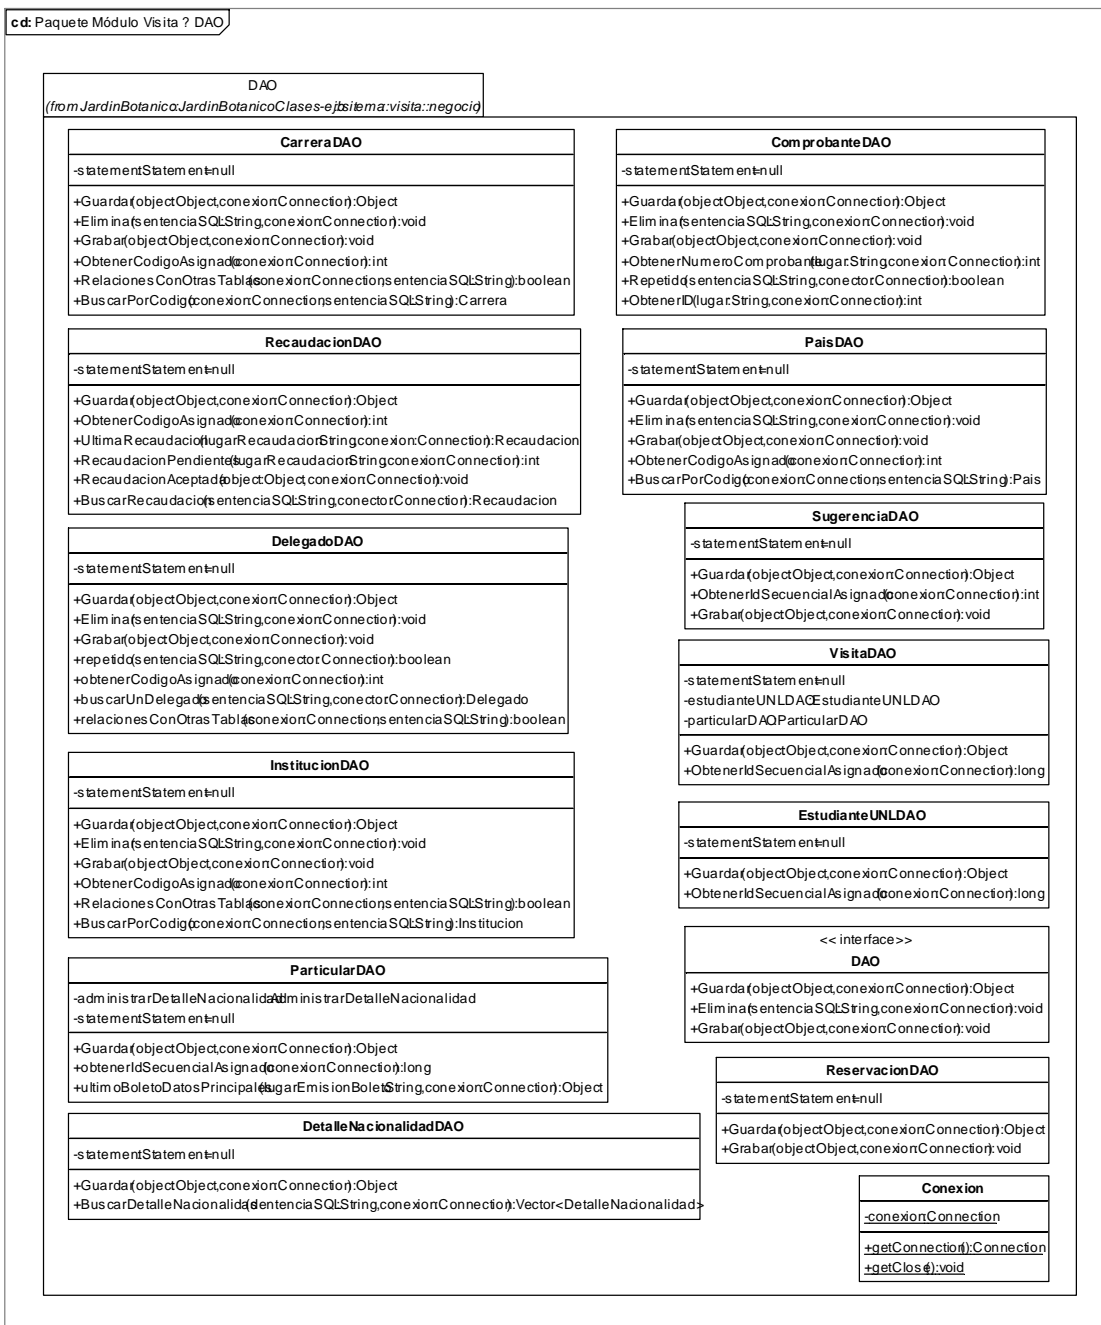 cd: Paquete Módulo Visita ? DAO
DAO
(from JardinBotanico:JardinBotanicoClases-ejb:sitema:visita::negocio)
CarreraDAO
-statement:Statement=null
+Guardar(object:Object,conexion:Connection):Object
+Eliminar(sentenciaSQL:String,conexion:Connection):void
+Grabar(object:Object,conexion:Connection):void
+ObtenerCodigoAsignado(conexion:Connection):int
+RelacionesConOtrasTablas(conexion:Connection,sentenciaSQL:String):boolean
+BuscarPorCodigo(conexion:Connection,sentenciaSQL:String):Carrera
ComprobanteDAO
-statement:Statement=null
+Guardar(object:Object,conexion:Connection):Object
+Eliminar(sentenciaSQL:String,conexion:Connection):void
+Grabar(object:Object,conexion:Connection):void
+ObtenerNumeroComprobante(lugar:String,conexion:Connection):int
+Repetido(sentenciaSQL:String,conector:Connection):boolean
+ObtenerID(lugar:String,conexion:Connection):int
RecaudacionDAO
-statement:Statement=null
+Guardar(object:Object,conexion:Connection):Object
+ObtenerCodigoAsignado(conexion:Connection):int
+UltimaRecaudacion(lugarRecaudacion:String,conexion:Connection):Recaudacion
+RecaudacionPendientes(lugarRecaudacion:String,conexion:Connection):int
+RecaudacionAceptada(object:Object,conexion:Connection):void
+BuscarRecaudacion(sentenciaSQL:String,conector:Connection):Recaudacion
PaisDAO
-statement:Statement=null
+Guardar(object:Object,conexion:Connection):Object
+Eliminar(sentenciaSQL:String,conexion:Connection):void
+Grabar(object:Object,conexion:Connection):void
+ObtenerCodigoAsignado(conexion:Connection):int
+BuscarPorCodigo(conexion:Connection,sentenciaSQL:String):Pais
SugerenciaDAO
-statement:Statement=null
+Guardar(object:Object,conexion:Connection):Object
+ObtenerIdSecuencialAsignado(conexion:Connection):int
+Grabar(object:Object,conexion:Connection):void
DelegadoDAO
-statement:Statement=null
+Guardar(object:Object,conexion:Connection):Object
+Eliminar(sentenciaSQL:String,conexion:Connection):void
+Grabar(object:Object,conexion:Connection):void
+repetido(sentenciaSQL:String,conector:Connection):boolean
+obtenerCodigoAsignado(conexion:Connection):int
+buscarUnDelegado(sentenciaSQL:String,conector:Connection):Delegado
+relacionesConOtrasTablas(conexion:Connection,sentenciaSQL:String):boolean
VisitaDAO
-statement:Statement=null
-estudianteUNLDAO:EstudianteUNLDAO
-particularDAO:ParticularDAO
+Guardar(object:Object,conexion:Connection):Object
+ObtenerIdSecuencialAsignado(conexion:Connection):long
InstitucionDAO
-statement:Statement=null
+Guardar(object:Object,conexion:Connection):Object
+Eliminar(sentenciaSQL:String,conexion:Connection):void
+Grabar(object:Object,conexion:Connection):void
+ObtenerCodigoAsignado(conexion:Connection):int
+RelacionesConOtrasTablas(conexion:Connection,sentenciaSQL:String):boolean
+BuscarPorCodigo(conexion:Connection,sentenciaSQL:String):Institucion
EstudianteUNLDAO
-statement:Statement=null
+Guardar(object:Object,conexion:Connection):Object
+ObtenerIdSecuencialAsignado(conexion:Connection):long
<< interface>>
DAO
+Guardar(object:Object,conexion:Connection):Object
+Eliminar(sentenciaSQL:String,conexion:Connection):void
+Grabar(object:Object,conexion:Connection):void
ParticularDAO
-administrarDetalleNacionalidad:AdministrarDetalleNacionalidad
-statement:Statement=null
+Guardar(object:Object,conexion:Connection):Object
+obtenerIdSecuencialAsignado(conexion:Connection):long
+ultimoBoletoDatosPrincipales(lugarEmisionBoleto:String,conexion:Connection):Object
ReservacionDAO
-statement:Statement=null
+Guardar(object:Object,conexion:Connection):Object
+Grabar(object:Object,conexion:Connection):void
DetalleNacionalidadDAO
-statement:Statement=null
+Guardar(object:Object,conexion:Connection):Object
+BuscarDetalleNacionalidad(sentenciaSQL:String,conexion:Connection):Vector<DetalleNacionalidad>
Conexion
-conexion:Connection
+getConnection():Connection
+getClose():void